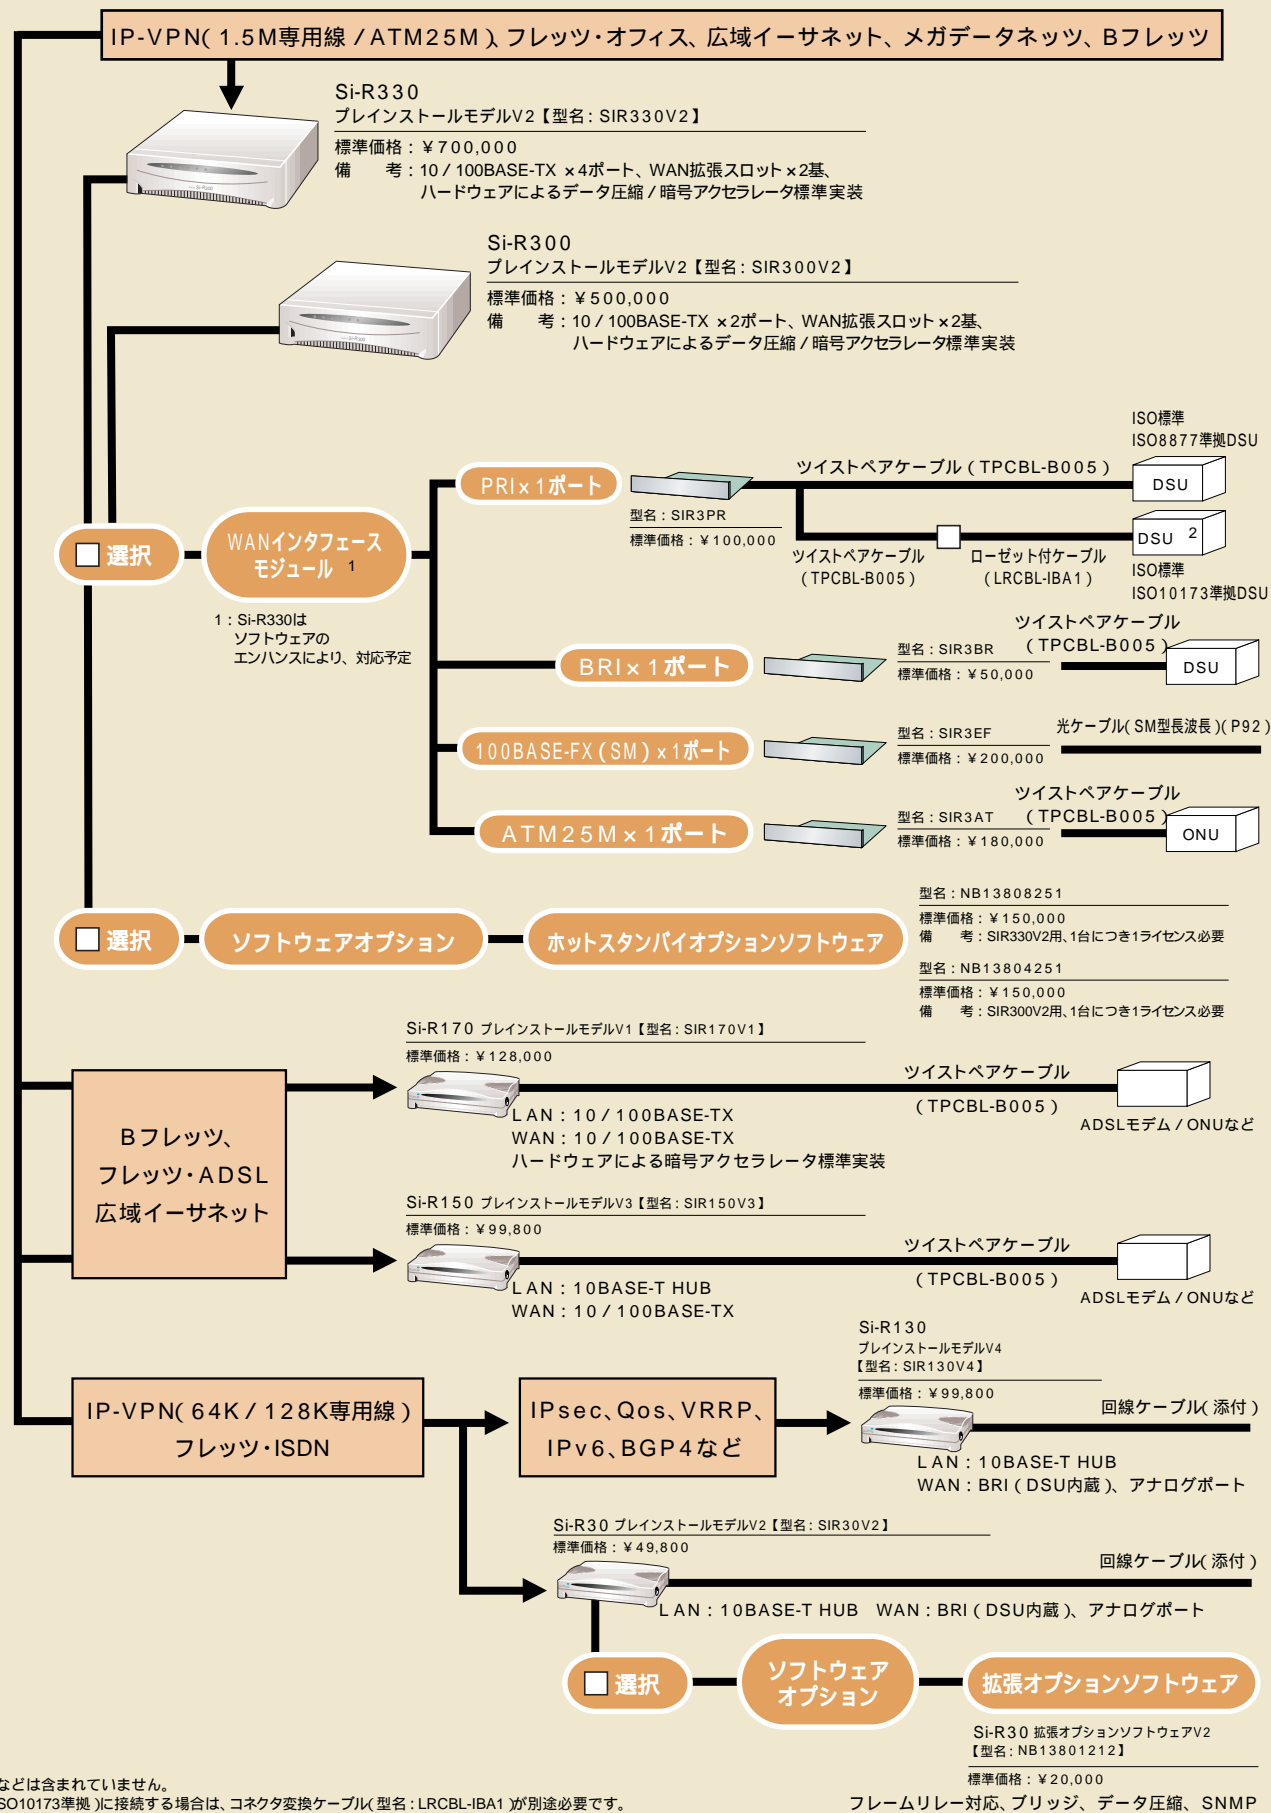 IP-VPN(1.5M専用線/ATM25M)、フレッツ・オフィス、広域イーサネット、メガデータネッツ、Bフレッツ
Si-R330
プレインストールモデルV2【型名:SIR330V2】
標準価格:¥700,000
備　考:10/100BASE-TX ×4ポート、WAN拡張スロット×2基、
ハードウェアによるデータ圧縮/暗号アクセラレータ標準実装
Si-R300
プレインストールモデルV2【型名:SIR300V2】
標準価格:¥500,000
備　考:10/100BASE-TX ×2ポート、WAN拡張スロット×2基、
ハードウェアによるデータ圧縮/暗号アクセラレータ標準実装
□選択
WANインタフェース
モジュール 1
1:Si-R330は
ソフトウェアの
エンハンスにより、対応予定
PRI×1ポート
型名:SIR3PR
標準価格:¥100,000
ツイストペアケーブル(TPCBL-B005)
ISO標準
ISO8877準拠DSU
DSU
ツイストペアケーブル
(TPCBL-B005)
ローゼット付ケーブル
(LRCBL-IBA1)
DSU 2
ISO標準
ISO10173準拠DSU
BRI×1ポート
型名:SIR3BR
標準価格:¥50,000
ツイストペアケーブル
(TPCBL-B005)
DSU
100BASE-FX(SM)×1ポート
型名:SIR3EF
標準価格:¥200,000
光ケーブル(SM型長波長)(P92)
ATM25M×1ポート
型名:SIR3AT
標準価格:¥180,000
ツイストペアケーブル
(TPCBL-B005)
ONU
□選択
ソフトウェアオプション
ホットスタンバイオプションソフトウェア
型名:NB13808251
標準価格:¥150,000
備　考:SIR330V2用、1台につき1ライセンス必要
型名:NB13804251
標準価格:¥150,000
備　考:SIR300V2用、1台につき1ライセンス必要
Bフレッツ、
フレッツ・ADSL
広域イーサネット
Si-R170 プレインストールモデルV1【型名:SIR170V1】
標準価格:¥128,000
LAN:10/100BASE-TX
WAN:10/100BASE-TX
ハードウェアによる暗号アクセラレータ標準実装
ツイストペアケーブル
(TPCBL-B005)
ADSLモデム/ONUなど
Si-R150 プレインストールモデルV3【型名:SIR150V3】
標準価格:¥99,800
LAN:10BASE-T HUB
WAN:10/100BASE-TX
ツイストペアケーブル
(TPCBL-B005)
ADSLモデム/ONUなど
IP-VPN(64K/128K専用線)
フレッツ・ISDN
IPsec、Qos、VRRP、
IPv6、BGP4など
Si-R130
プレインストールモデルV4
【型名:SIR130V4】
標準価格:¥99,800
回線ケーブル(添付)
LAN:10BASE-T HUB
WAN:BRI(DSU内蔵)、アナログポート
Si-R30 プレインストールモデルV2【型名:SIR30V2】
標準価格:¥49,800
回線ケーブル(添付)
LAN:10BASE-T HUB　WAN:BRI(DSU内蔵)、アナログポート
□選択
ソフトウェア
オプション
拡張オプションソフトウェア
Si-R30 拡張オプションソフトウェアV2
【型名:NB13801212】
標準価格:¥20,000
フレームリレー対応、ブリッジ、データ圧縮、SNMP
などは含まれていません。
SO10173準拠)に接続する場合は、コネクタ変換ケーブル(型名:LRCBL-IBA1)が別途必要です。